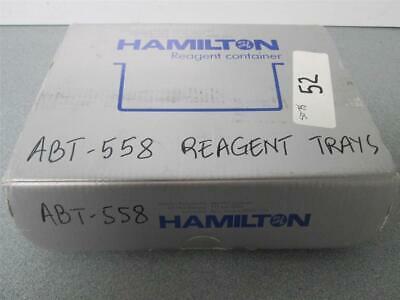 HAMILTON
Reagent container
52
ABT-558 REAGENT TRAYS
ABT-558 HAMILTON